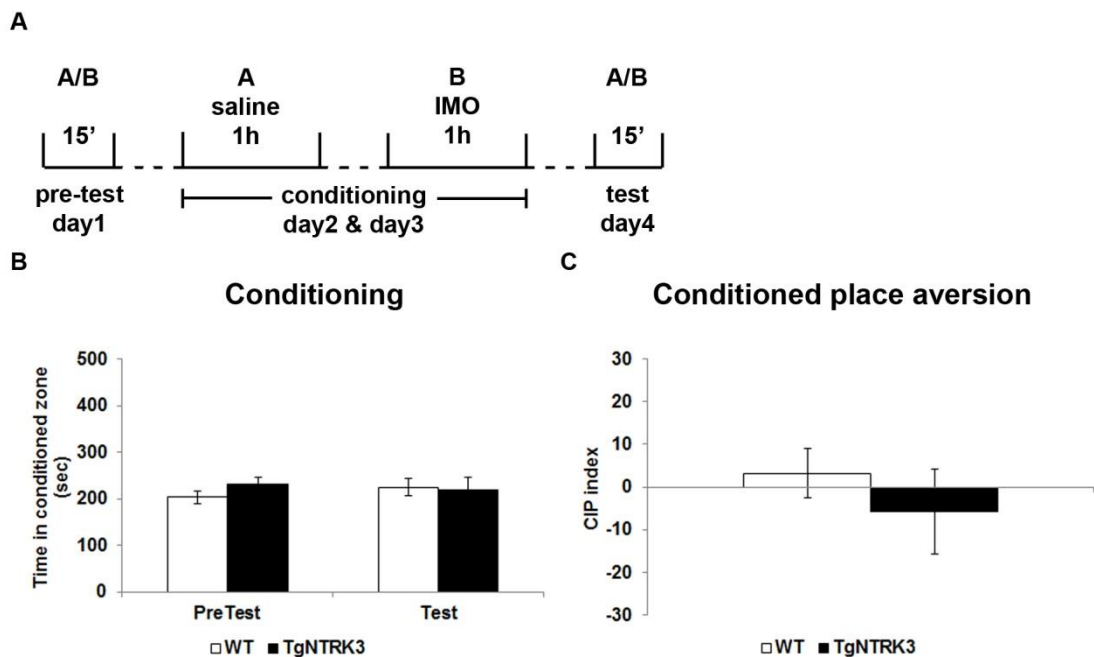 A
A/B A B A/B
saline IMO
15' 1h 1h 15'
pre-test conditioning test
day1 day2 & day3 day4
B
Conditioning
Time in conditioned zone
(sec)
500
400
300
200
100
0
PreTest Test
WT TgNTRK3
C
Conditioned place aversion
CIP index
30
20
10
0
-10
-20
-30
WT TgNTRK3